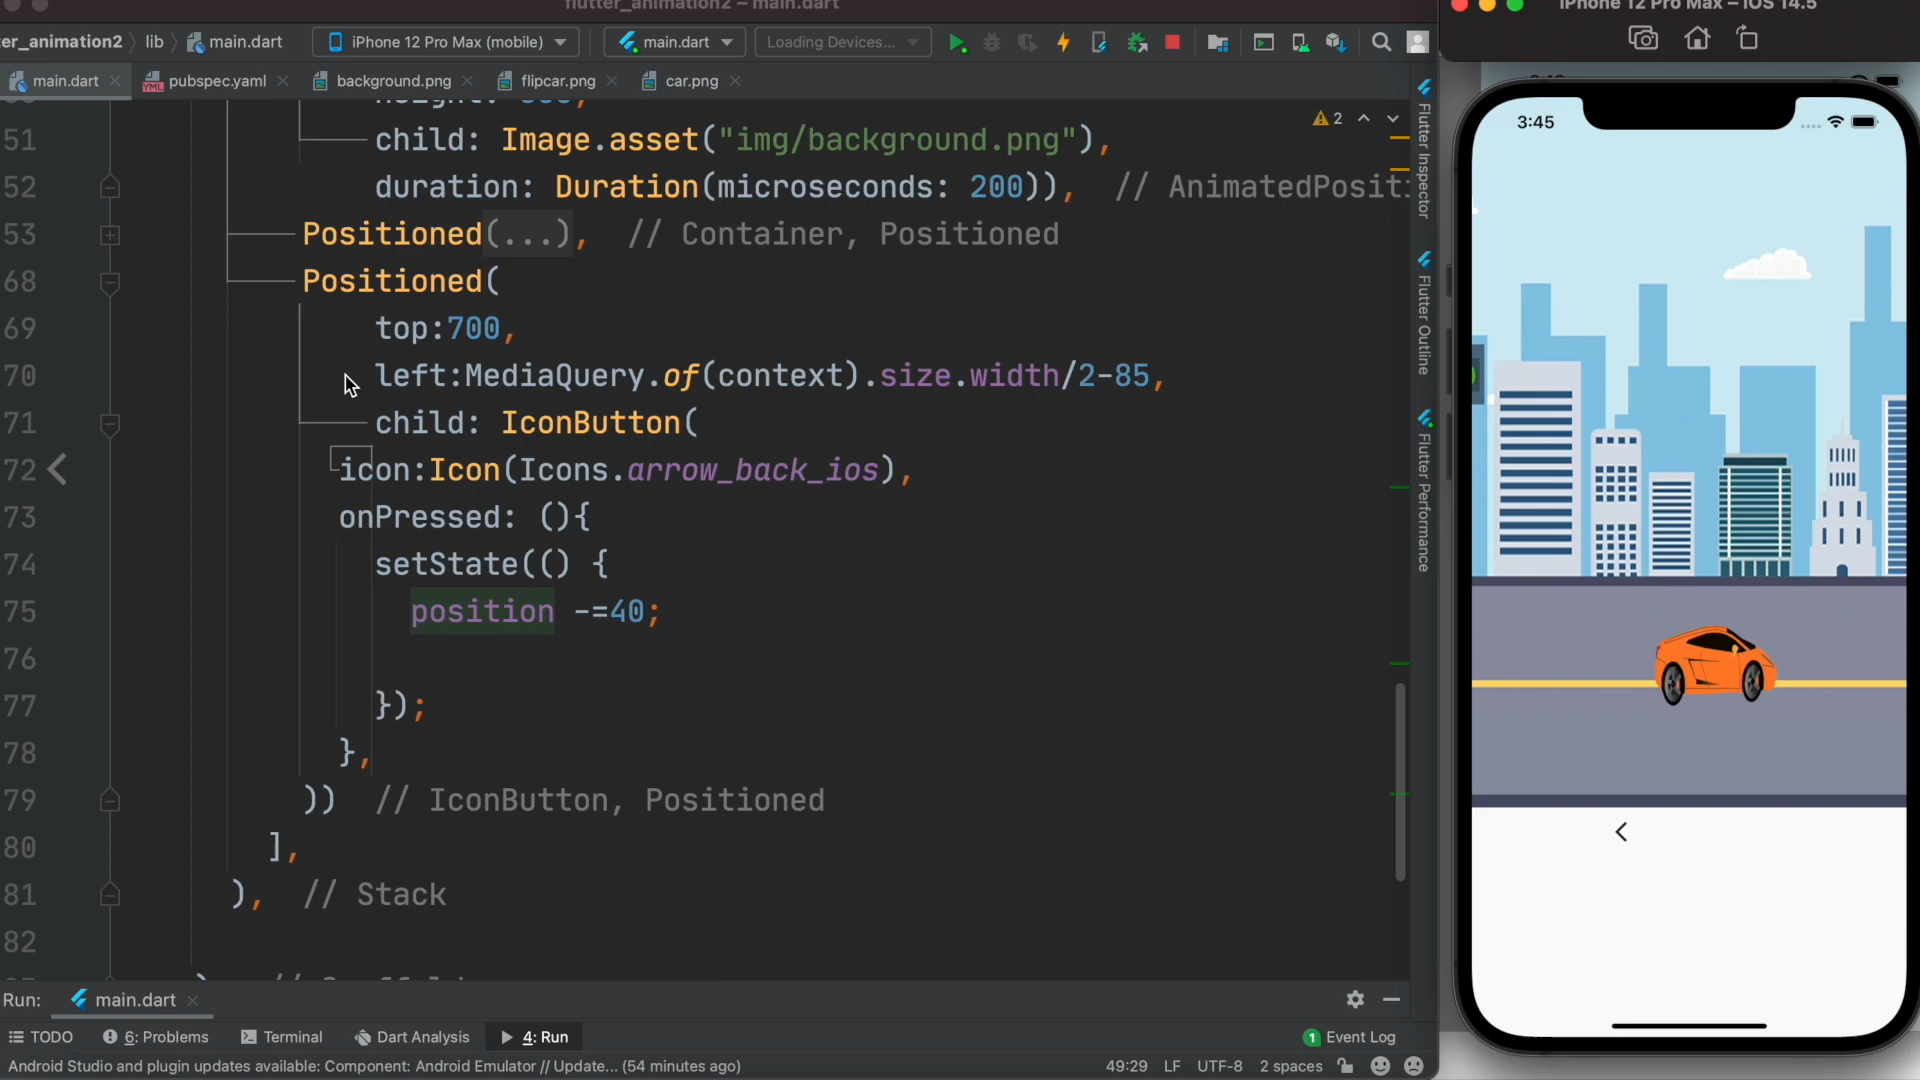 flutter_animation2 – main.dart
iPhone 12 Pro Max – iOS 14.5
ter_animation2 lib main.dart iPhone 12 Pro Max (mobile) main.dart Loading Devices...
main.dart pubspec.yaml background.png flipcar.png car.png
51 child: Image.asset("img/background.png"),
2
52 duration: Duration(microseconds: 200)), // AnimatedPositi
53 Positioned(...), // Container, Positioned
68 Positioned(
69 top:700,
70 left:MediaQuery.of(context).size.width/2-85,
71 child: IconButton(
72 icon:Icon(Icons.arrow_back_ios),
73 onPressed: (){
74 setState(() {
75 position -=40;
76
77 });
78 },
79 )) // IconButton, Positioned
80 ],
81 ), // Stack
82
Flutter Inspector
Flutter Outline
Flutter Performance
3:45
Run: main.dart
TODO 6: Problems Terminal Dart Analysis 4: Run 1 Event Log
Android Studio and plugin updates available: Component: Android Emulator // Update... (54 minutes ago) 49:29 LF UTF-8 2 spaces